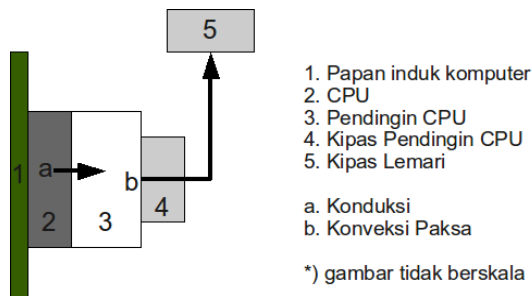 5
1
a
2
3
b
4
1. Papan induk komputer
2. CPU
3. Pendingin CPU
4. Kipas Pendingin CPU
5. Kipas Lemari
a. Konduksi
b. Konveksi Paksa
*) gambar tidak berskala